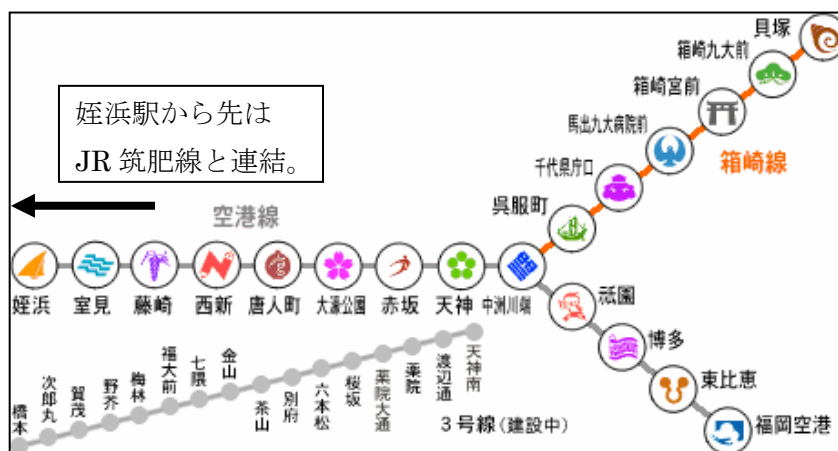 貝塚
箱崎九大前
箱崎宮前
馬出九大病院前
千代県庁口
呉服町
箱崎線
姪浜駅から先は
JR 筑肥線と連結。
空港線
姪浜
室見
藤崎
西新
唐人町
大濠公園
赤坂
天神
中洲川端
祇園
博多
東比恵
福岡空港
橋本
次郎丸
賀茂
野芥
梅林
福大前
七隈
金山
茶山
別府
六本松
桜坂
薬院大通
薬院
渡辺通
天神南
3号線(建設中)